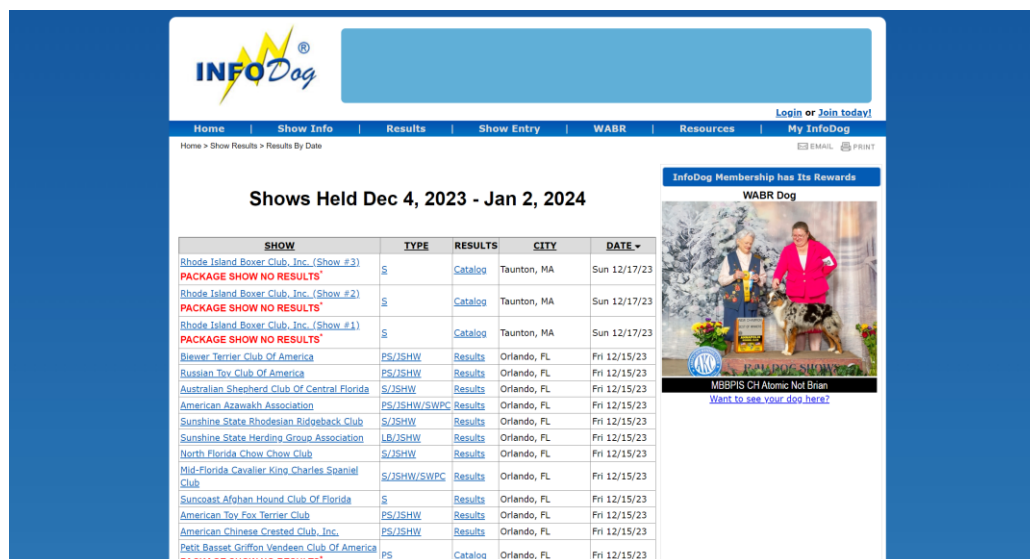 INFODog®
Login or Join today!
Home | Show Info | Results | Show Entry | WABR | Resources | My InfoDog
Home > Show Results > Results By Date
EMAIL PRINT
InfoDog Membership has Its Rewards
WABR Dog
Shows Held Dec 4, 2023 - Jan 2, 2024
SHOW TYPE RESULTS CITY DATE
Rhode Island Boxer Club, Inc. (Show #3)
PACKAGE SHOW NO RESULTS*
S Catalog Taunton, MA Sun 12/17/23
Rhode Island Boxer Club, Inc. (Show #2)
PACKAGE SHOW NO RESULTS*
S Catalog Taunton, MA Sun 12/17/23
Rhode Island Boxer Club, Inc. (Show #1)
PACKAGE SHOW NO RESULTS*
S Catalog Taunton, MA Sun 12/17/23
Biewer Terrier Club Of America PS/JSHW Results Orlando, FL Fri 12/15/23
Russian Toy Club Of America PS/JSHW Results Orlando, FL Fri 12/15/23
Australian Shepherd Club Of Central Florida S/JSHW Results Orlando, FL Fri 12/15/23
American Azawakh Association PS/JSHW/SWPC Results Orlando, FL Fri 12/15/23
Sunshine State Rhodesian Ridgeback Club S/JSHW Results Orlando, FL Fri 12/15/23
Sunshine State Herding Group Association LB/JSHW Results Orlando, FL Fri 12/15/23
North Florida Chow Chow Club S/JSHW Results Orlando, FL Fri 12/15/23
Mid-Florida Cavalier King Charles Spaniel
Club
S/JSHW/SWPC Results Orlando, FL Fri 12/15/23
Suncoast Afghan Hound Club Of Florida S Results Orlando, FL Fri 12/15/23
American Toy Fox Terrier Club PS/JSHW Results Orlando, FL Fri 12/15/23
American Chinese Crested Club, Inc. PS/JSHW Results Orlando, FL Fri 12/15/23
Petit Basset Griffon Vendeen Club Of America
PACKAGE SHOW NO RESULTS*
PS Catalog Orlando, FL Fri 12/15/23
AKC
DOG SHOWS
MBBPIS CH Atomic Not Brian
Want to see your dog here?